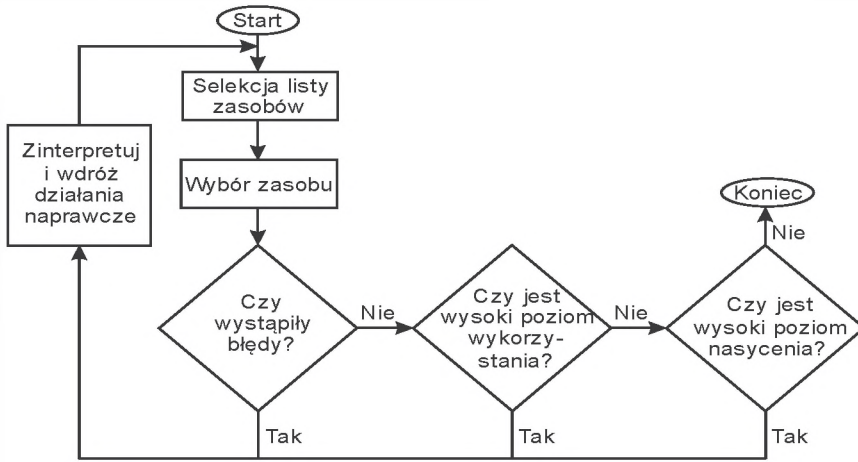 Start
Selekcja listy
zasobów
Zinterpretuj
i wdróż
działania
naprawcze
Wybór zasobu
Koniec
Nie
Czy
wystąpiły
błędy?
Nie
Czy jest
wysoki poziom
wykorzy-
stania?
Nie
Czy jest
wysoki poziom
nasycenia?
Tak
Tak
Tak